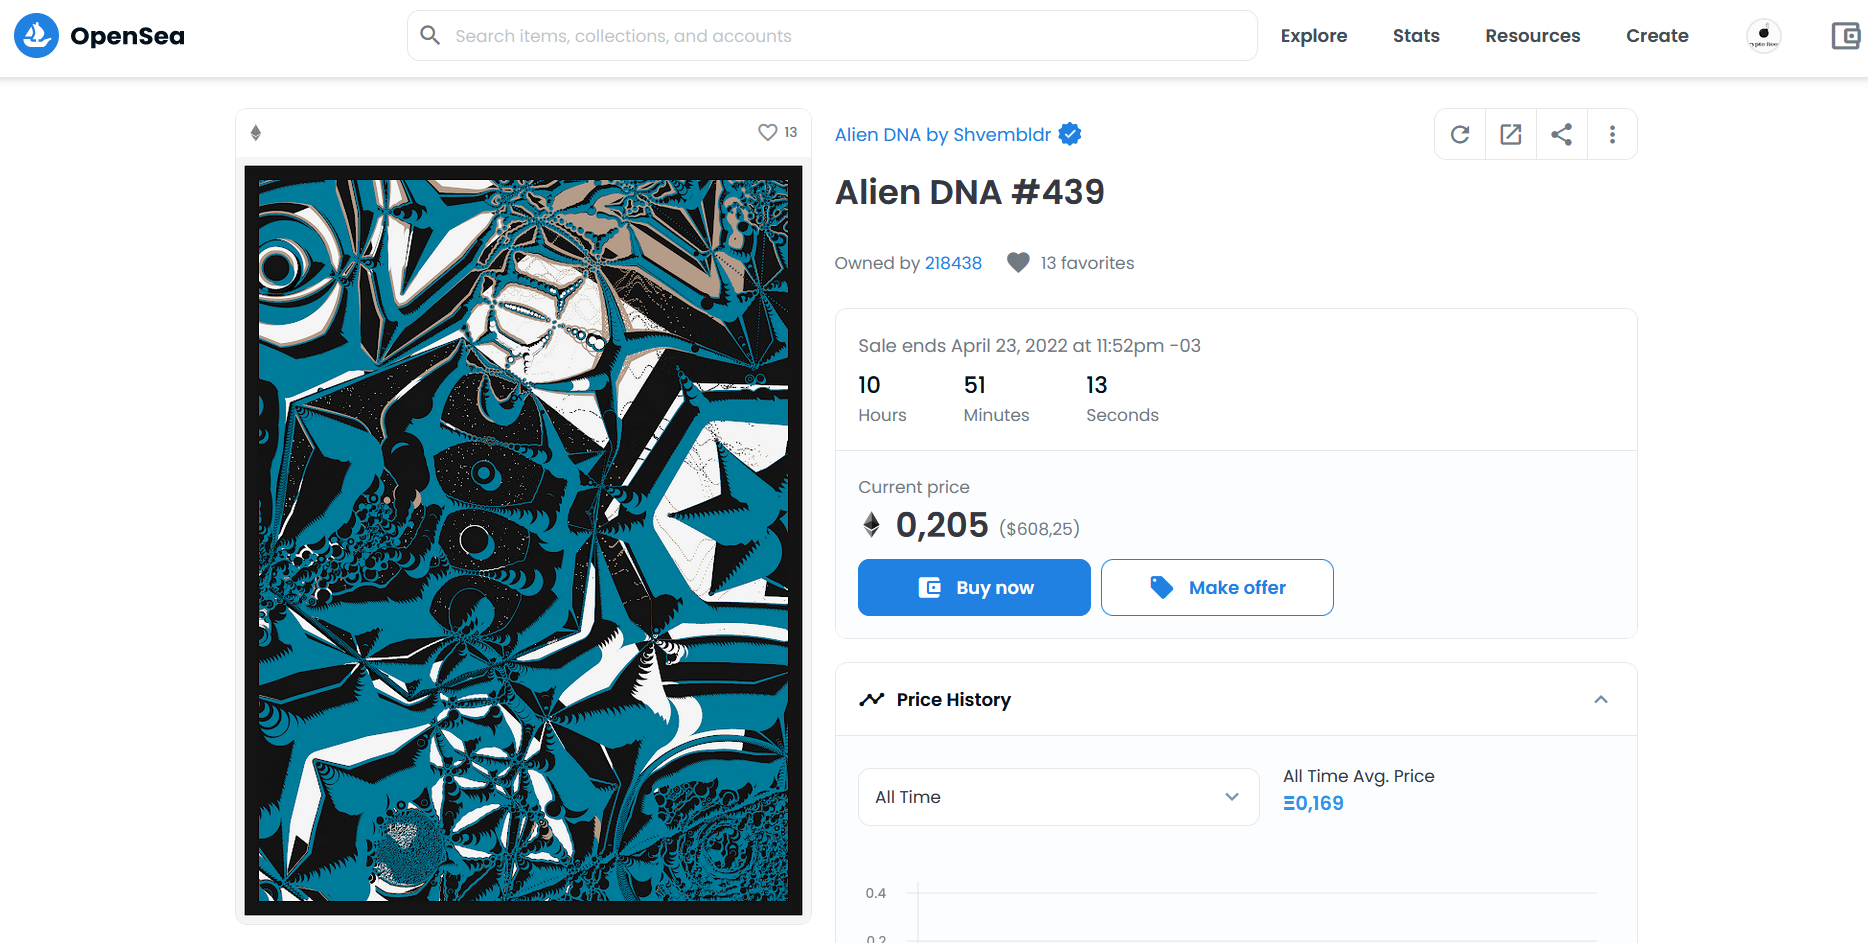 OpenSea
Search items, collections, and accounts
Explore
Stats
Resources
Create
13
Alien DNA by Shvembldr
Alien DNA #439
Owned by 218438
13 favorites
Sale ends April 23, 2022 at 11:52pm -03
10
51
13
Hours
Minutes
Seconds
Current price
0,205 ($608,25)
Buy now
Make offer
Price History
All Time
All Time Avg. Price
Ξ0,169
0.4
0.2